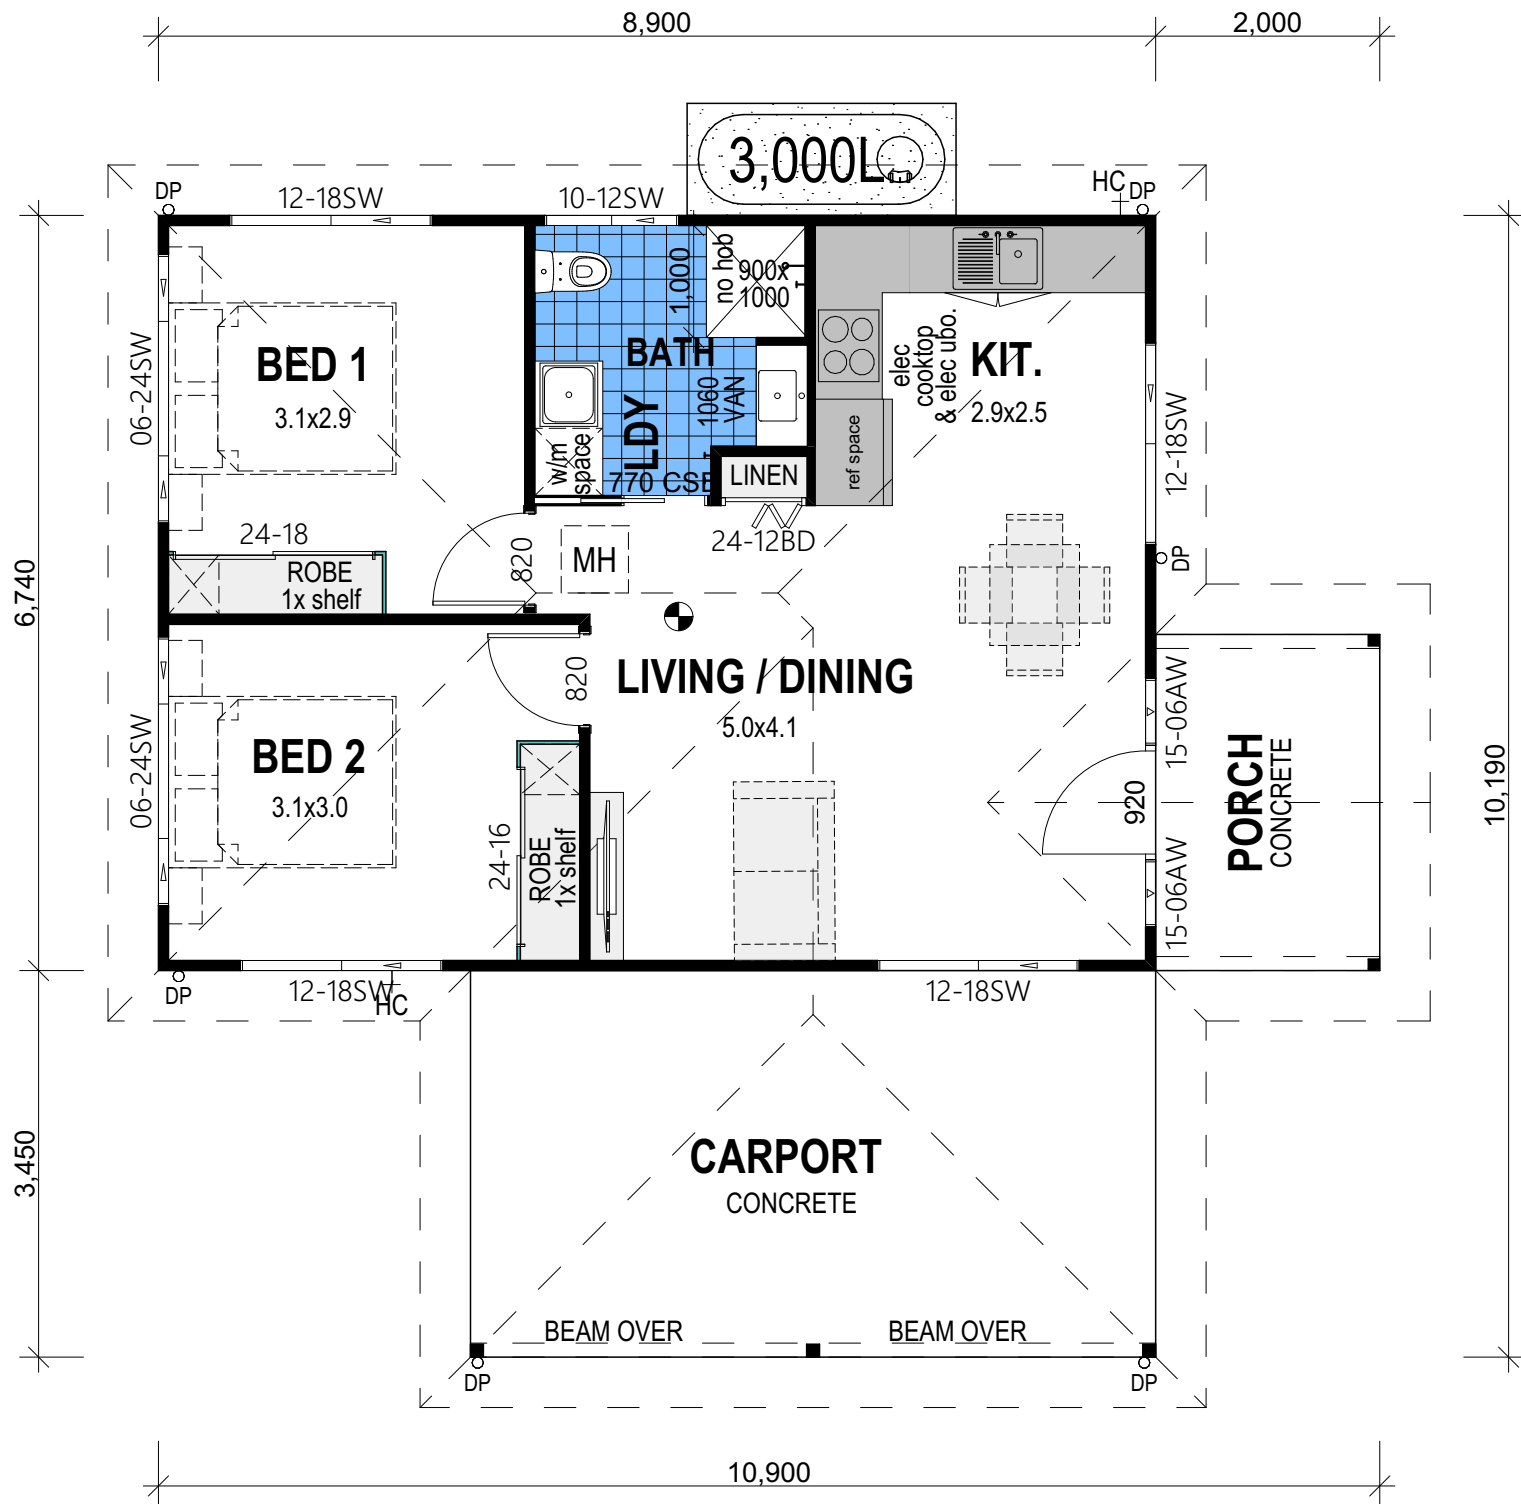 8,900
2,000
3,000L
DP
12-18SW
10-12SW
HC
DP
1,000
no hob
900x
1000
BED 1
3.1x2.9
06-24SW
BATH
LDY
1060
VAN
w/m
space
770 CSE
LINEN
24-12BD
elec
cooktop
& elec ubo.
KIT.
2.9x2.5
ref space
12-18SW
DP
24-18
ROBE
1x shelf
820
MH
6,740
LIVING / DINING
5.0x4.1
820
BED 2
3.1x3.0
06-24SW
24-16
ROBE
1x shelf
15-06AW
920
PORCH
CONCRETE
15-06AW
10,190
DP
12-18SW
HC
12-18SW
3,450
CARPORT
CONCRETE
BEAM OVER
BEAM OVER
DP
DP
10,900